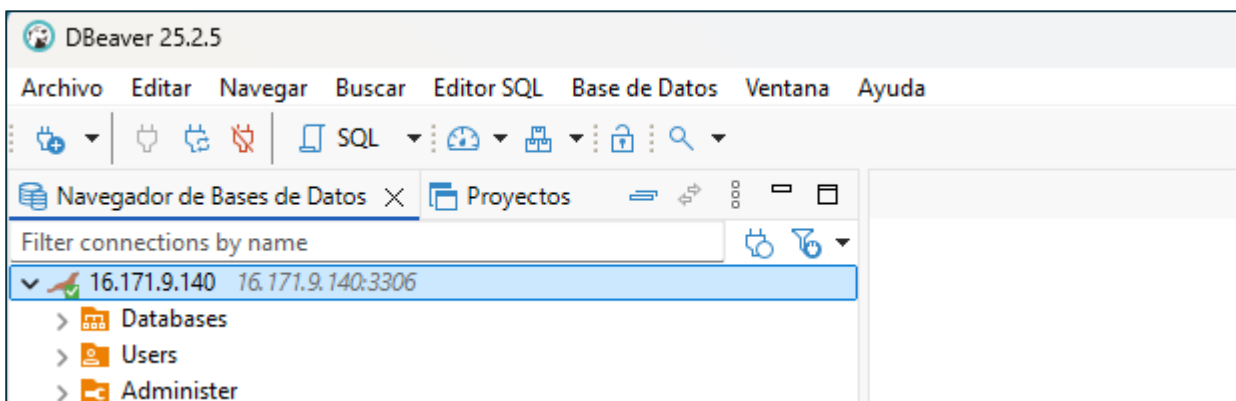 DBeaver 25.2.5
Archivo Editar Navegar Buscar Editor SQL Base de Datos Ventana Ayuda
SQL
Navegador de Bases de Datos Proyectos
Filter connections by name
16.171.9.140 16.171.9.140:3306
Databases
Users
Administer